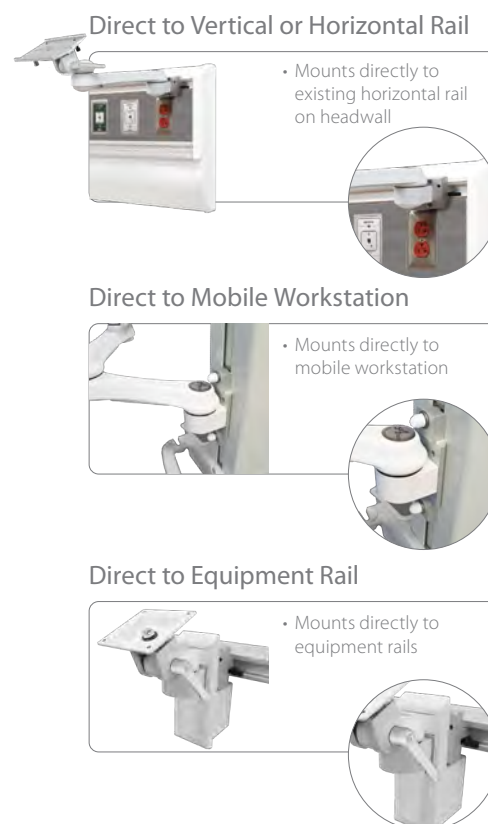 Direct to Vertical or Horizontal Rail
• Mounts directly to
existing horizontal rail
on headwall
Direct to Mobile Workstation
• Mounts directly to
mobile workstation
Direct to Equipment Rail
• Mounts directly to
equipment rails